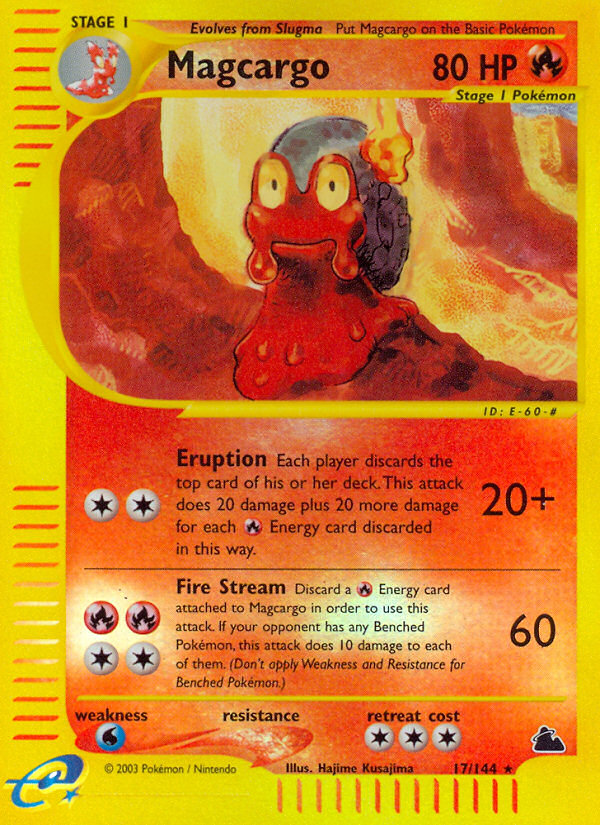 STAGE 1
Evolves from Slugma Put Magcargo on the Basic Pokémon
Magcargo 80 HP
Stage 1 Pokémon
ID: E-60-#
Eruption Each player discards the
top card of his or her deck. This attack
does 20 damage plus 20 more damage
for each Energy card discarded
in this way.
20+
Fire Stream Discard a Energy card
attached to Magcargo in order to use this
attack. If your opponent has any Benched
Pokémon, this attack does 10 damage to each
of them. (Don't apply Weakness and Resistance for
Benched Pokémon.)
60
weakness resistance retreat cost
© 2003 Pokémon / Nintendo Illus. Hajime Kusajima 17/144 ★
e